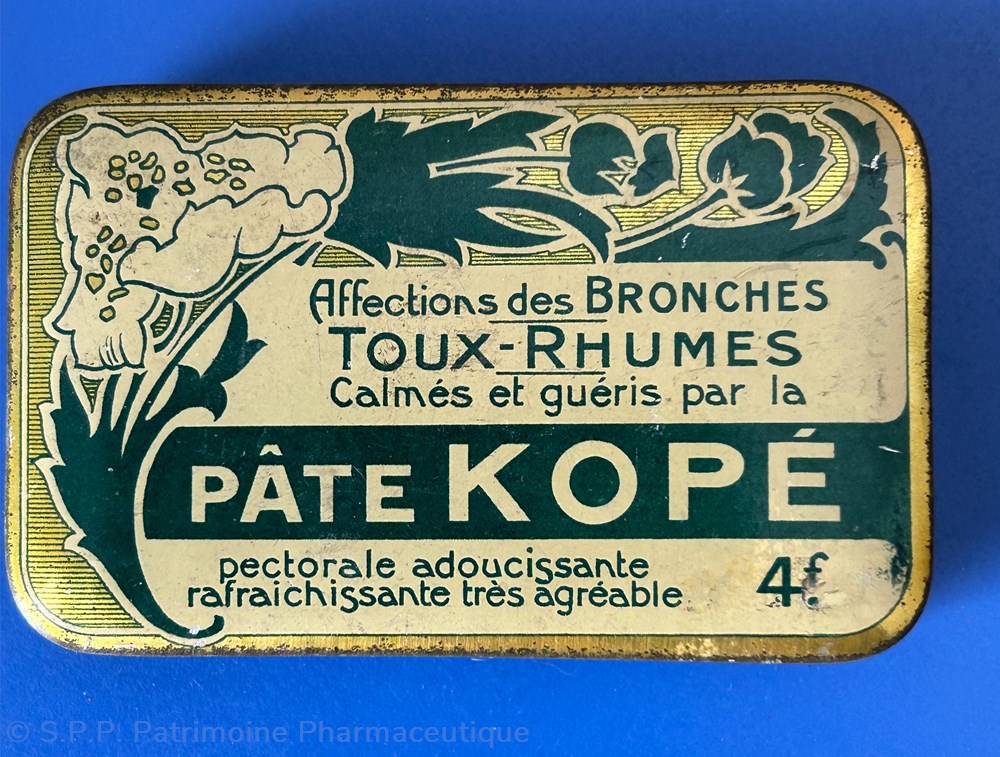 Affections des BRONCHES
TOUX-RHUMES
Calmés et guéris par la
PÂTE KOPÉ
pectorale adoucissante
rafraichissante très agréable
4f
© S.P.P. Patrimoine Pharmaceutique